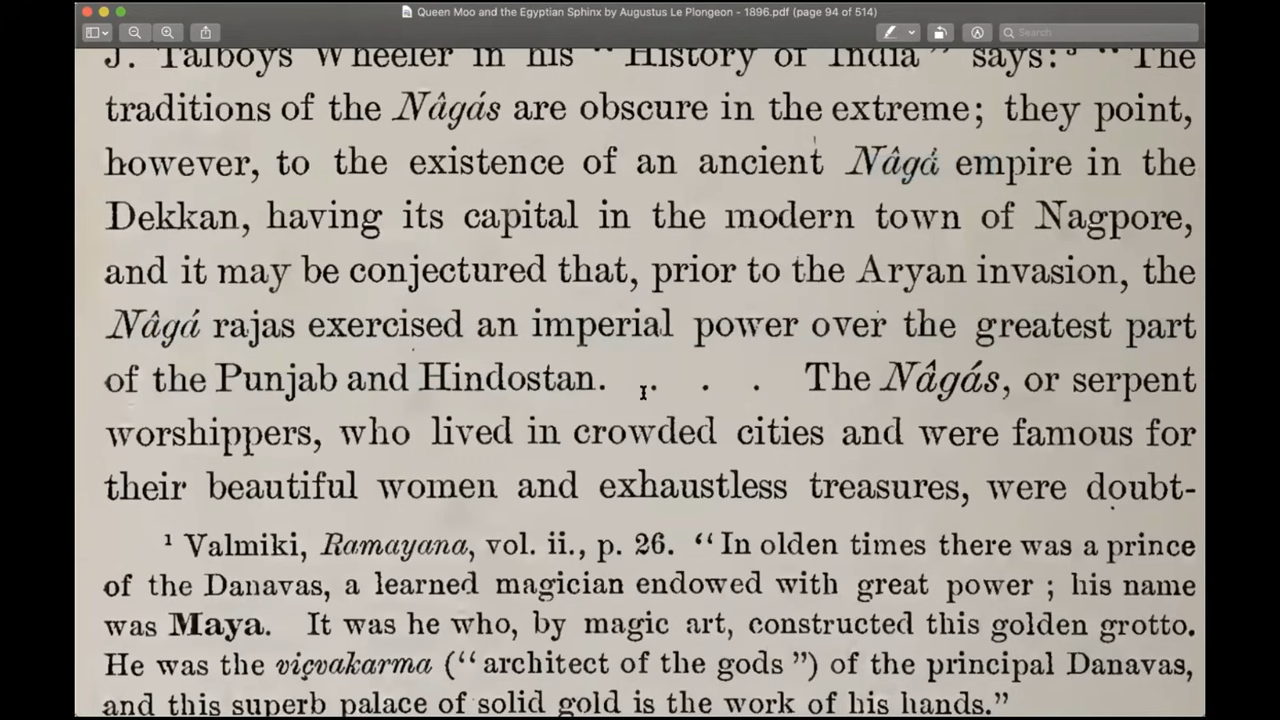 Queen Moo and the Egyptian Sphinx by Augustus Le Plongeon - 1896.pdf (page 94 of 514)
Search
J. Talboys Wheeler in his "History of India" says:³ "The
traditions of the Nâgás are obscure in the extreme; they point,
however, to the existence of an ancient Nâgá empire in the
Dekkan, having its capital in the modern town of Nagpore,
and it may be conjectured that, prior to the Aryan invasion, the
Nâgá rajas exercised an imperial power over the greatest part
of the Punjab and Hindostan. . . . The Nâgás, or serpent
worshippers, who lived in crowded cities and were famous for
their beautiful women and exhaustless treasures, were doubt-
¹ Valmiki, Ramayana, vol. ii., p. 26. "In olden times there was a prince
of the Danavas, a learned magician endowed with great power ; his name
was Maya. It was he who, by magic art, constructed this golden grotto.
He was the viçvakarma ("architect of the gods") of the principal Danavas,
and this superb palace of solid gold is the work of his hands."